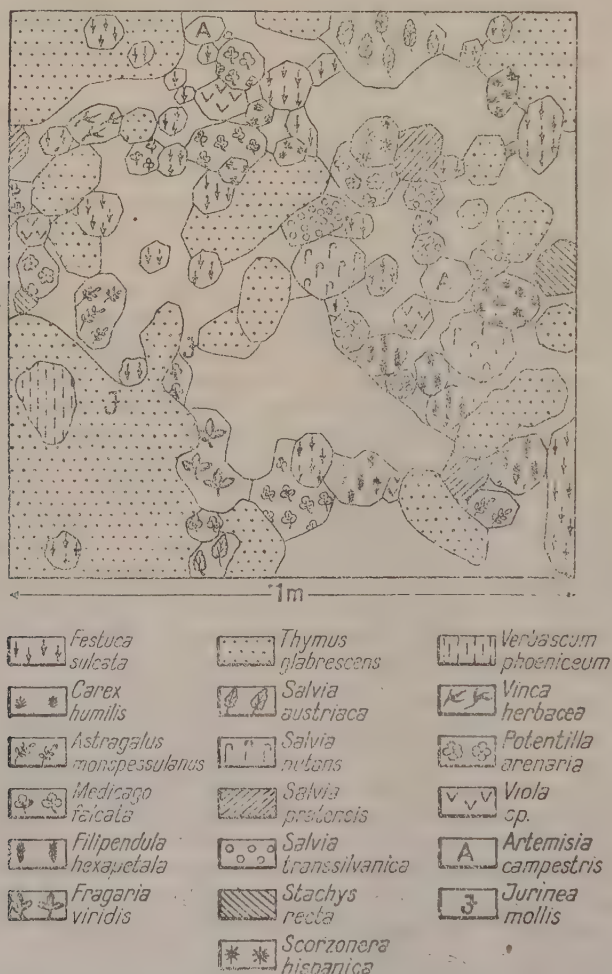 A
A
J
1m
Festuca
sulcata
Carex
humilis
Astragalus
monspessulanus
Medicago
falcata
Filipendula
hexapetala
Fragaria
viridis
Thymus
glabrescens
Salvia
austriaca
Salvia
nutans
Salvia
pratensis
Salvia
transsilvanica
Stachys
recta
Scorzonera
hispanica
Verbascum
phoeniceum
Vinca
herbacea
Potentilla
arenaria
Viola
sp.
A
Artemisia
campestris
J
Jurinea
mollis